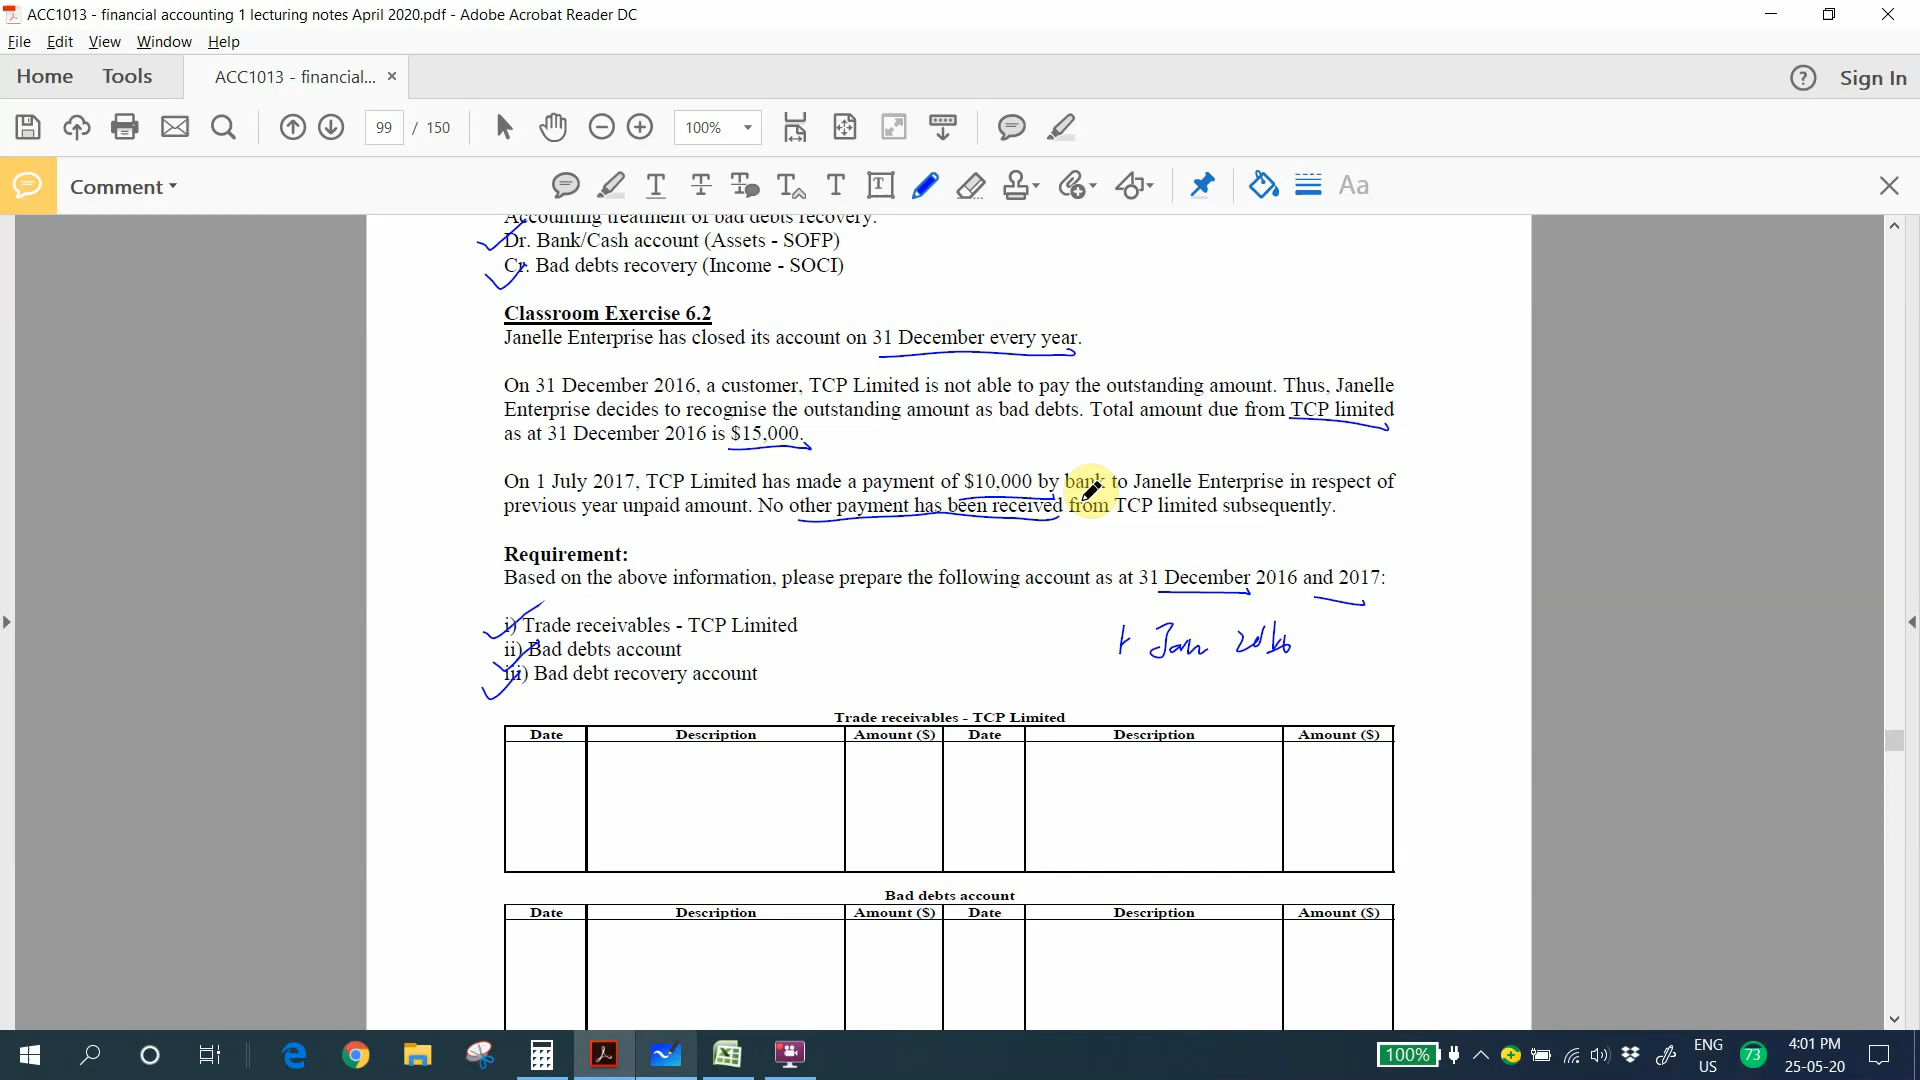 ACC1013 - financial accounting 1 lecturing notes April 2020.pdf - Adobe Acrobat Reader DC
File Edit View Window Help
Home Tools ACC1013 - financial... × ? Sign In
99 / 150 100%
Comment Aa
Accounting treatment of bad debts recovery:
Dr. Bank/Cash account (Assets - SOFP)
Cr. Bad debts recovery (Income - SOCI)
Classroom Exercise 6.2
Janelle Enterprise has closed its account on 31 December every year.
On 31 December 2016, a customer, TCP Limited is not able to pay the outstanding amount. Thus, Janelle
Enterprise decides to recognise the outstanding amount as bad debts. Total amount due from TCP limited
as at 31 December 2016 is $15,000.
On 1 July 2017, TCP Limited has made a payment of $10,000 by bank to Janelle Enterprise in respect of
previous year unpaid amount. No other payment has been received from TCP limited subsequently.
Requirement:
Based on the above information, please prepare the following account as at 31 December 2016 and 2017:
i) Trade receivables - TCP Limited
ii) Bad debts account
1 Jan 2016
iii) Bad debt recovery account
Trade receivables - TCP Limited
Date Description Amount ($) Date Description Amount ($)
Bad debts account
Date Description Amount ($) Date Description Amount ($)
100% ENG 73 4:01 PM
US 25-05-20